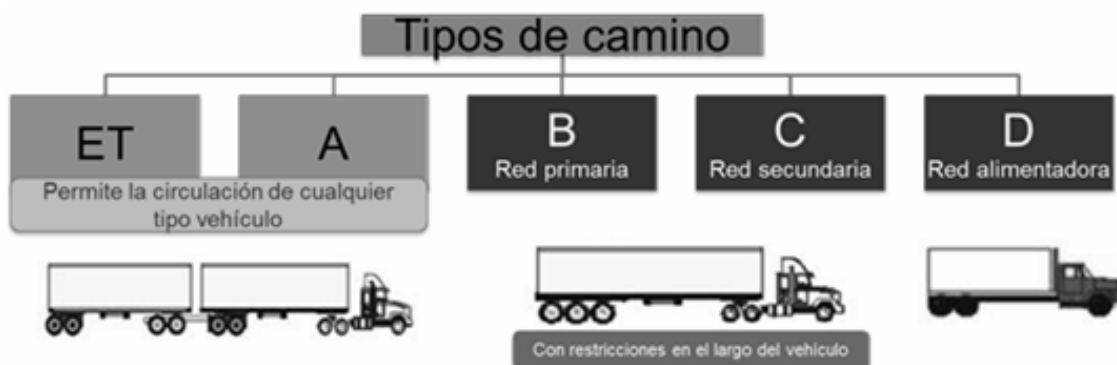 Tipos de camino
ET
A
B
Red primaria
C
Red secundaria
D
Red alimentadora
Permite la circulación de cualquier
tipo vehículo
Con restricciones en el largo del vehículo